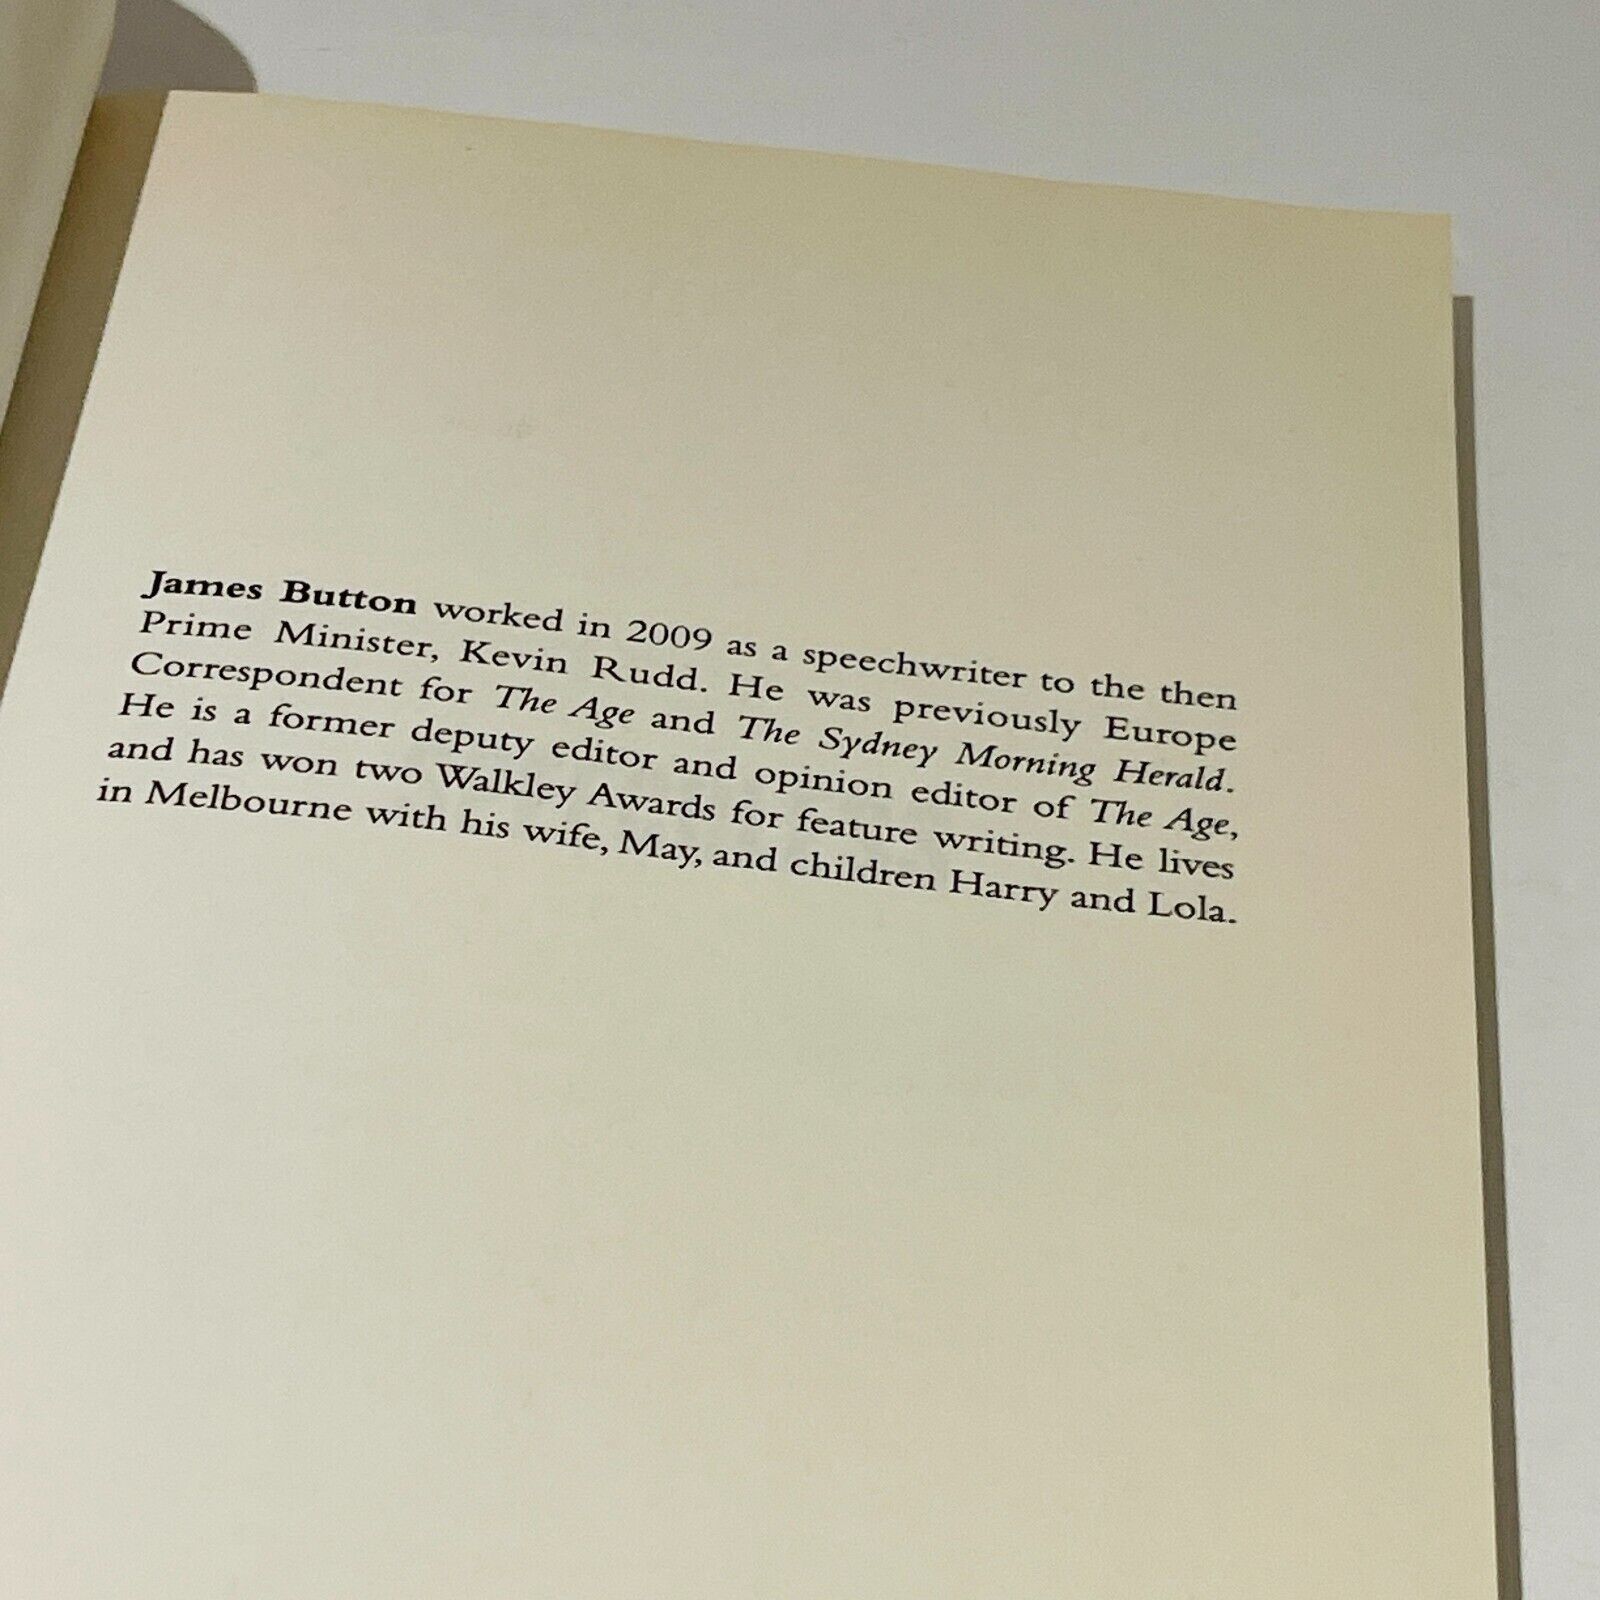 James Button worked in 2009 as a speechwriter to the then
Prime Minister, Kevin Rudd. He was previously Europe
Correspondent for The Age and The Sydney Morning Herald.
He is a former deputy editor and opinion editor of The Age,
and has won two Walkley Awards for feature writing. He lives
in Melbourne with his wife, May, and children Harry and Lola.